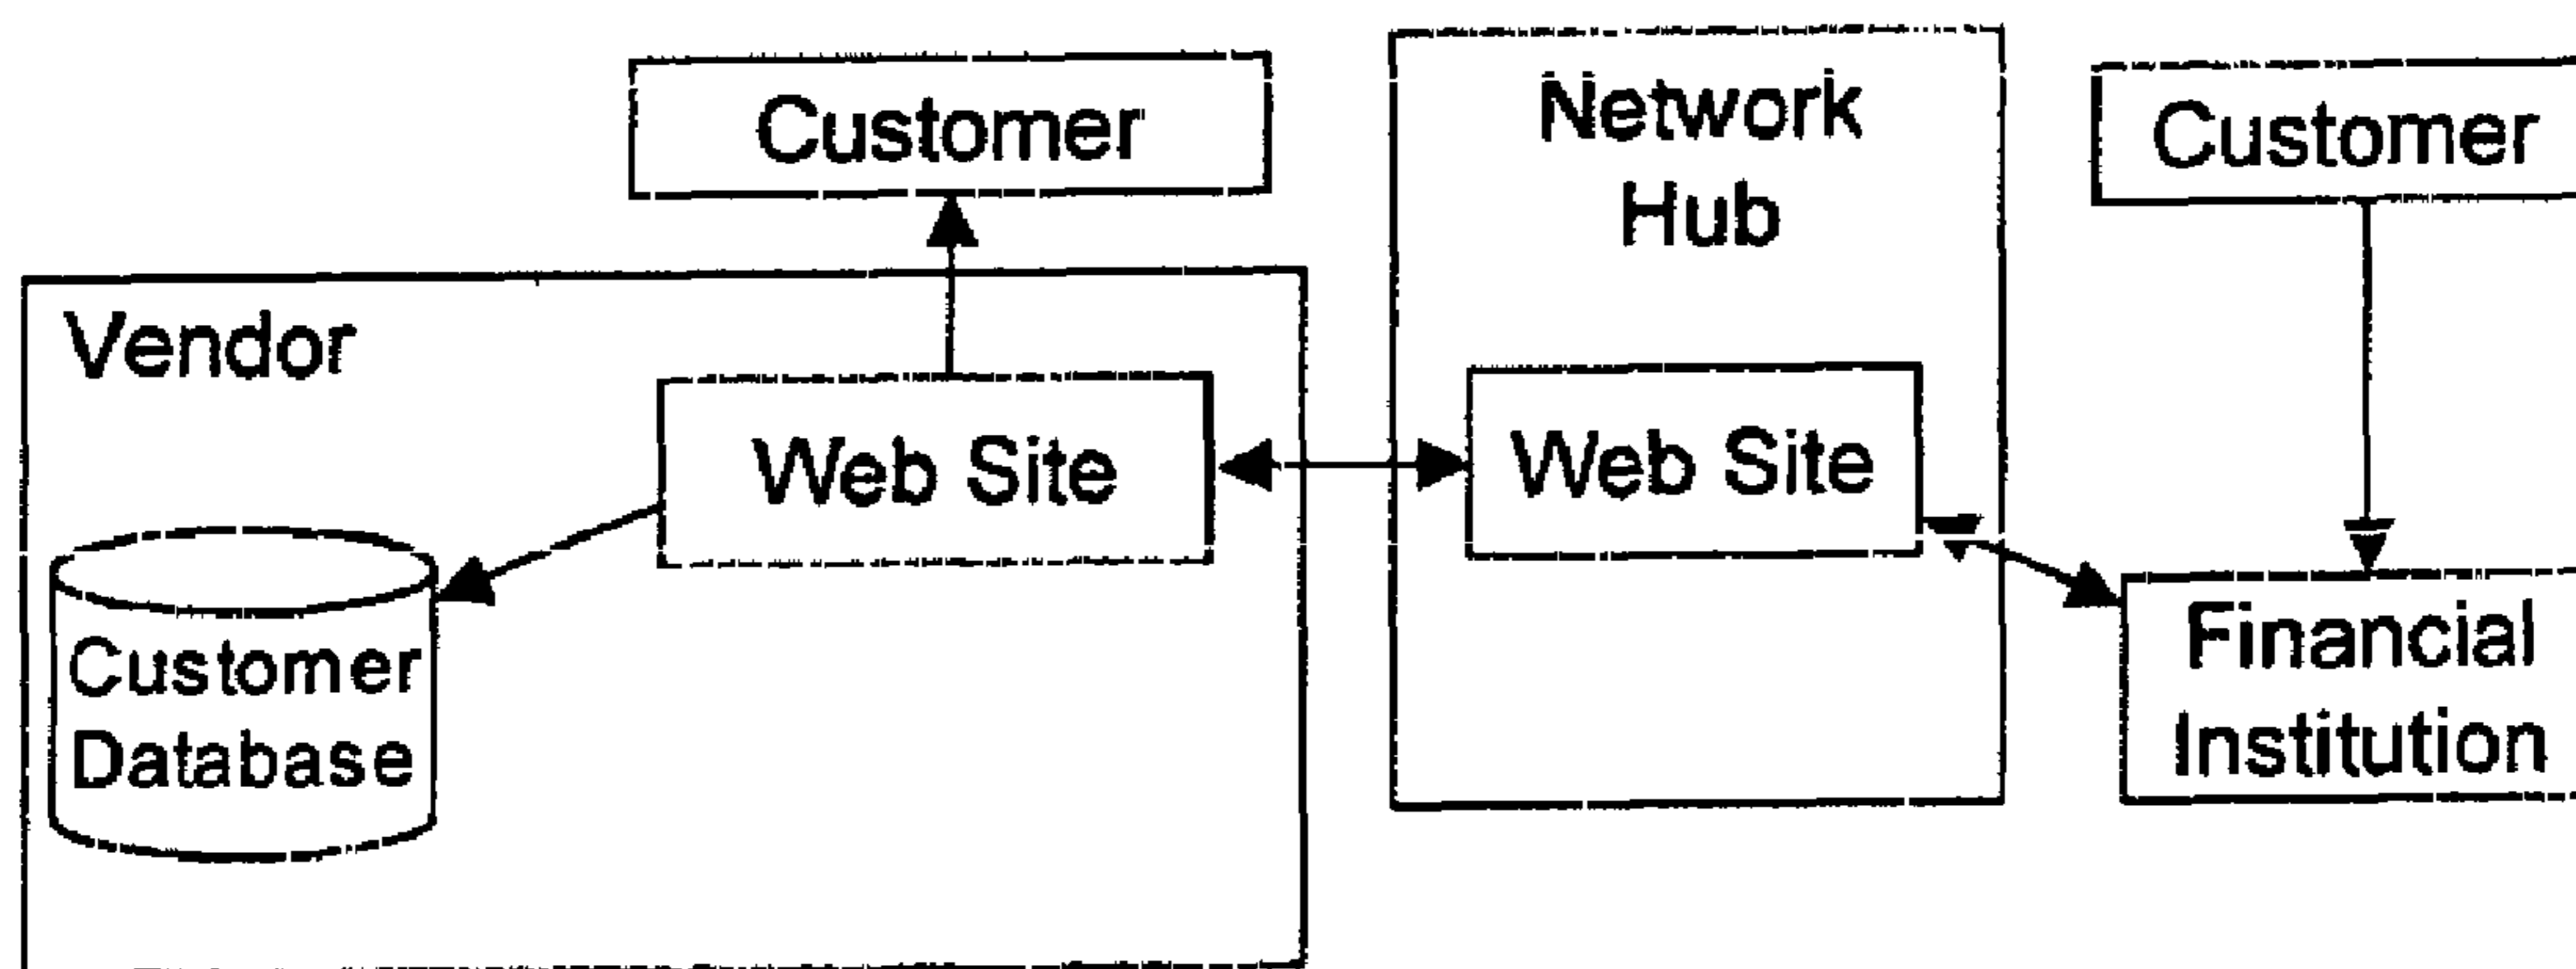 Customer
Network
Hub
Customer
Vendor
Web Site
Web Site
Customer
Database
Financial
Institution